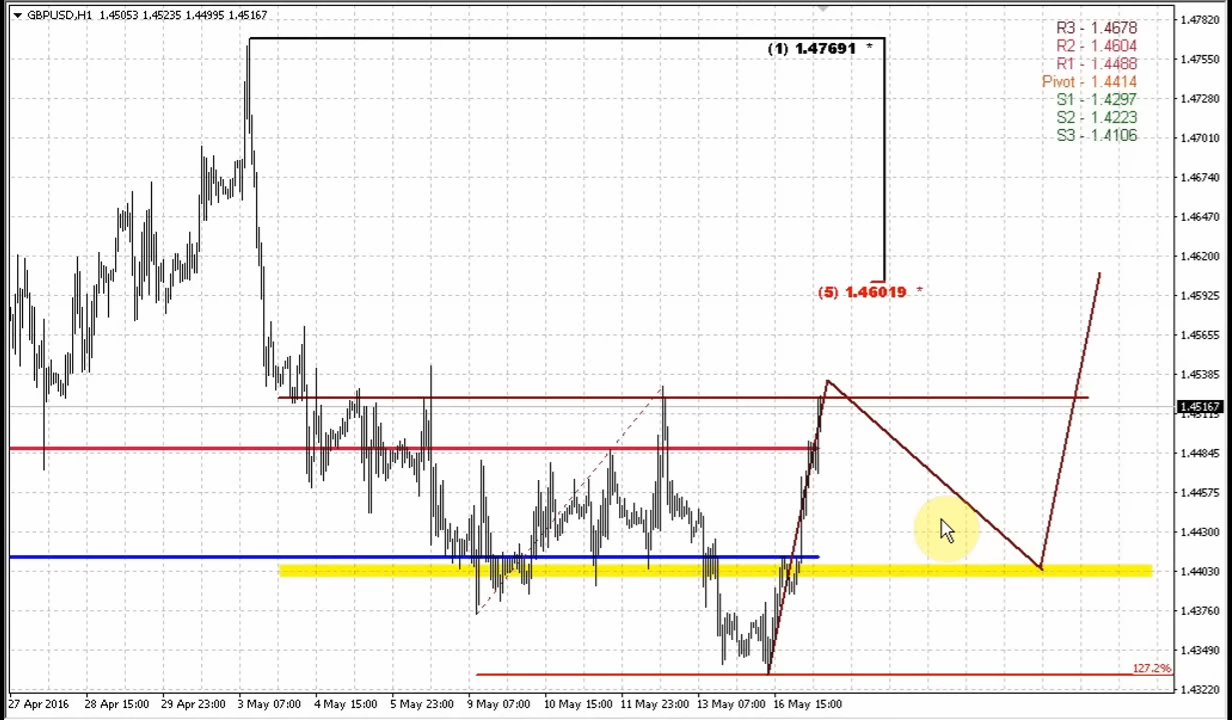 GBPUSD,H1 1.45053 1.45235 1.44995 1.45167
R3 - 1.4678
R2 - 1.4604
R1 - 1.4488
Pivot - 1.4414
S1 - 1.4297
S2 - 1.4223
S3 - 1.4106
(1) 1.47691 *
(5) 1.46019 *
127.2%
1.47820
1.47550
1.47280
1.47010
1.46740
1.46470
1.46200
1.45925
1.45655
1.45385
1.45167
1.45115
1.44845
1.44575
1.44300
1.44030
1.43760
1.43490
1.43220
27 Apr 2016 28 Apr 15:00 29 Apr 23:00 3 May 07:00 4 May 15:00 5 May 23:00 9 May 07:00 10 May 15:00 11 May 23:00 13 May 07:00 16 May 15:00